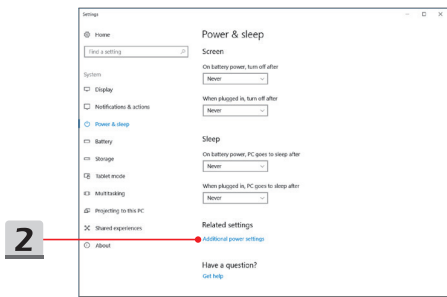 Settings
Home
Find a setting
System
Display
Notifications & actions
Power & sleep
Battery
Storage
Tablet mode
Multitasking
Projecting to this PC
Shared experiences
About
Power & sleep
Screen
On battery power, turn off after
Never
When plugged in, turn off after
Never
Sleep
On battery power, PC goes to sleep after
Never
When plugged in, PC goes to sleep after
Never
Related settings
Additional power settings
Have a question?
Get help
2